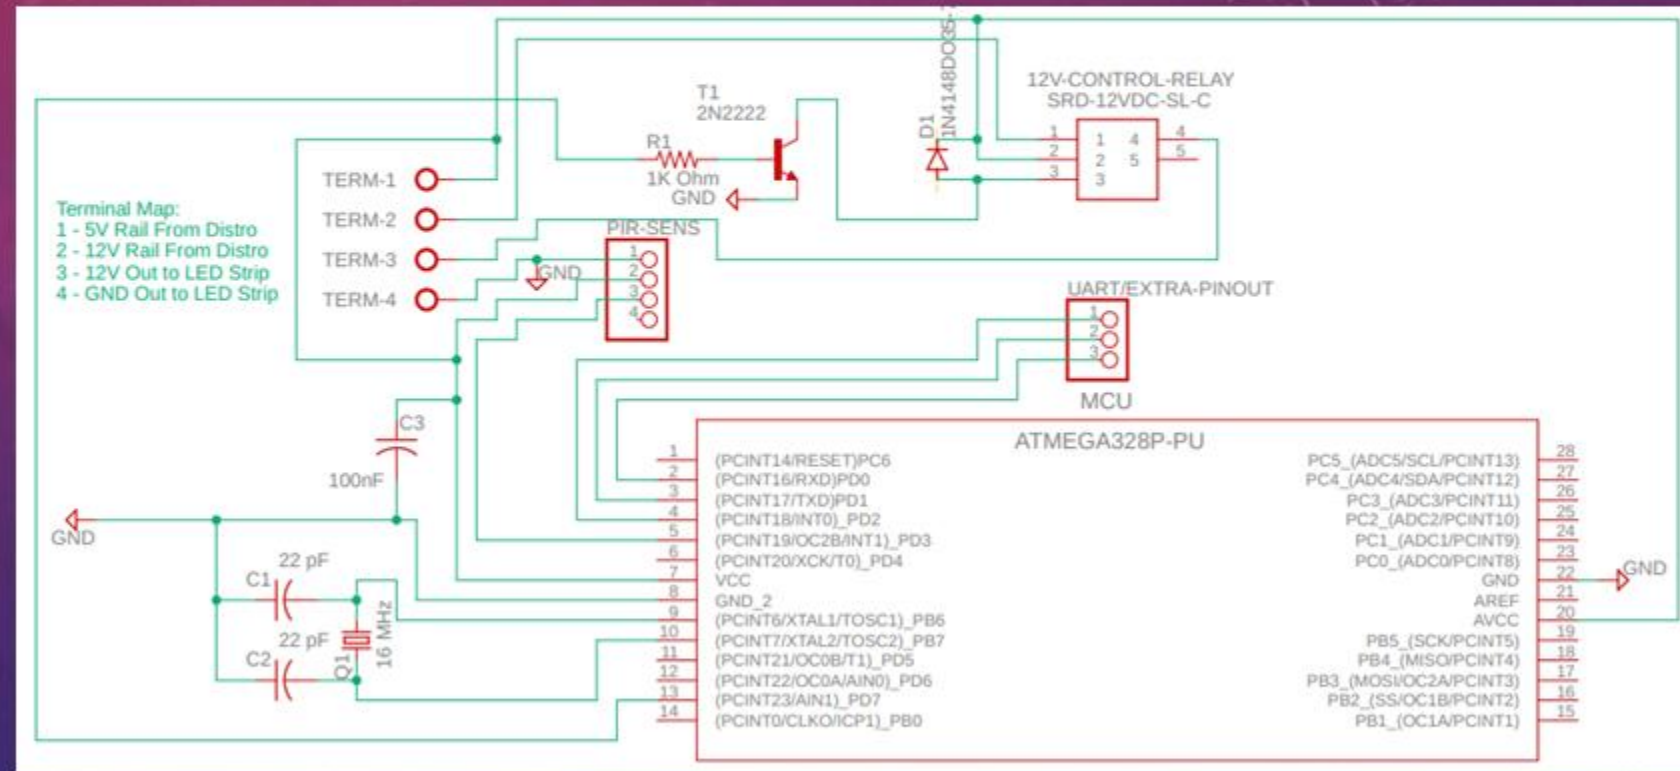 1N4148DO35-
D1
12V-CONTROL-RELAY
SRD-12VDC-SL-C
1
2
3
1 4
2 5
3
4
5
T1
2N2222
R1
1K Ohm
GND
TERM-1
TERM-2
TERM-3
TERM-4
Terminal Map:
1 - 5V Rail From Distro
2 - 12V Rail From Distro
3 - 12V Out to LED Strip
4 - GND Out to LED Strip
PIR-SENS
1
2
3
4
GND
UART/EXTRA-PINOUT
1
2
3
MCU
ATMEGA328P-PU
C3
100nF
GND
22 pF
C1
22 pF
C2
Q1
16 MHz
1 (PCINT14/RESET)PC6
2 (PCINT16/RXD)PD0
3 (PCINT17/TXD)PD1
4 (PCINT18/INT0)_PD2
5 (PCINT19/OC2B/INT1)_PD3
6 (PCINT20/XCK/T0)_PD4
7 VCC
8 GND_2
9 (PCINT6/XTAL1/TOSC1)_PB6
10 (PCINT7/XTAL2/TOSC2)_PB7
11 (PCINT21/OC0B/T1)_PD5
12 (PCINT22/OC0A/AIN0)_PD6
13 (PCINT23/AIN1)_PD7
14 (PCINT0/CLKO/ICP1)_PB0
PC5_(ADC5/SCL/PCINT13) 28
PC4_(ADC4/SDA/PCINT12) 27
PC3_(ADC3/PCINT11) 26
PC2_(ADC2/PCINT10) 25
PC1_(ADC1/PCINT9) 24
PC0_(ADC0/PCINT8) 23
GND 22
AREF 21
AVCC 20
PB5_(SCK/PCINT5) 19
PB4_(MISO/PCINT4) 18
PB3_(MOSI/OC2A/PCINT3) 17
PB2_(SS/OC1B/PCINT2) 16
PB1_(OC1A/PCINT1) 15
GND